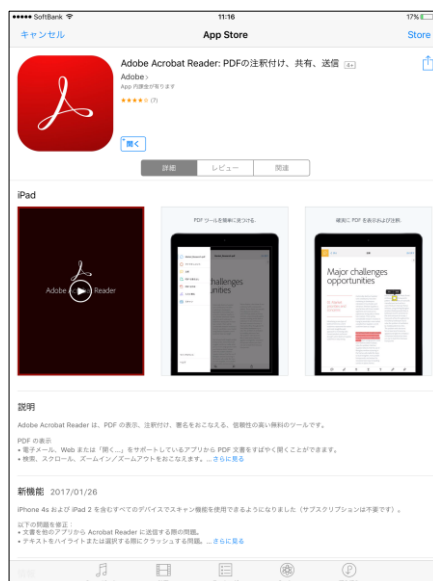 SoftBank
11:16
17%
キャンセル
App Store
Store
Adobe Acrobat Reader: PDFの注釈付け、共有、送信 4+
Adobe
App 内課金が有ります
(7)
+開く
詳細
レビュー
関連
iPad
Adobe Acrobat Reader
PDF ツールを簡単に見つける。
challenges
unities
確実に PDF を表示および注釈。
Major challenges
opportunities
説明
Adobe Acrobat Reader は、PDF の表示、注釈付け、署名をおこなえる、信頼性の高い無料のツールです。
PDF の表示
• 電子メール、Web または「開く...」をサポートしているアプリから PDF 文書をすばやく開くことができます。
• 検索、スクロール、ズームイン/ズームアウトをおこなえます。... さらに見る
新機能 2017/01/26
iPhone 4s および iPad 2 を含むすべてのデバイスでスキャン機能を使用できるようになりました（サブスクリプションは不要です）。
以下の問題を修正：
• 文書を他のアプリから Acrobat Reader に送信する際の問題。
• テキストをハイライトまたは選択する際にクラッシュする問題。... さらに見る